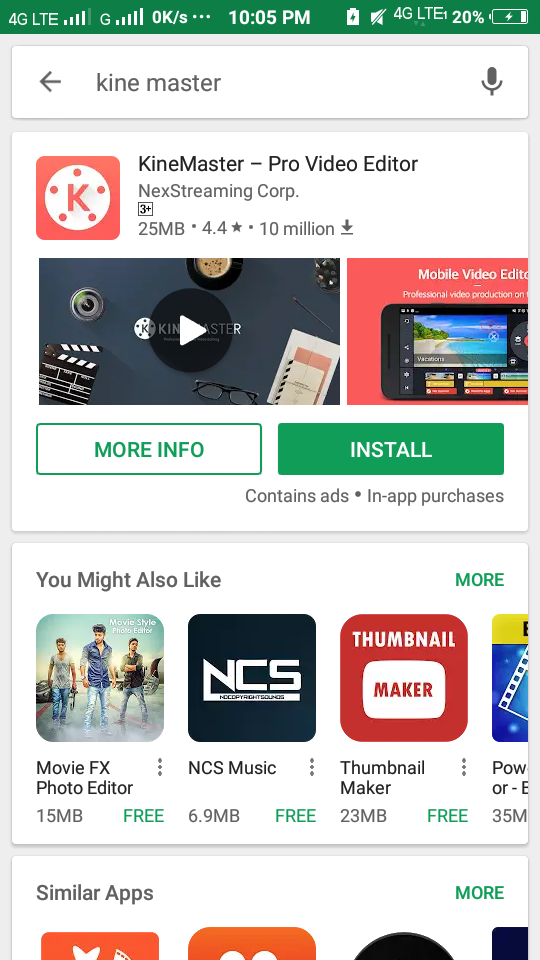 4G LTE G 0K/s ••• 10:05 PM 4G LTE1 20%
kine master
KineMaster – Pro Video Editor
NexStreaming Corp.
3+
25MB • 4.4 ★ • 10 million
K KINEMASTER
Mobile Video Edito
Professional video production on t
Vacations
MORE INFO
INSTALL
Contains ads • In-app purchases
You Might Also Like
MORE
Movie Style
Photo Editor
NCS
NOCOPYRIGHTSOUNDS
THUMBNAIL
MAKER
Movie FX
Photo Editor
NCS Music
Thumbnail
Maker
Pow
or - E
15MB FREE
6.9MB FREE
23MB FREE
35M
Similar Apps
MORE